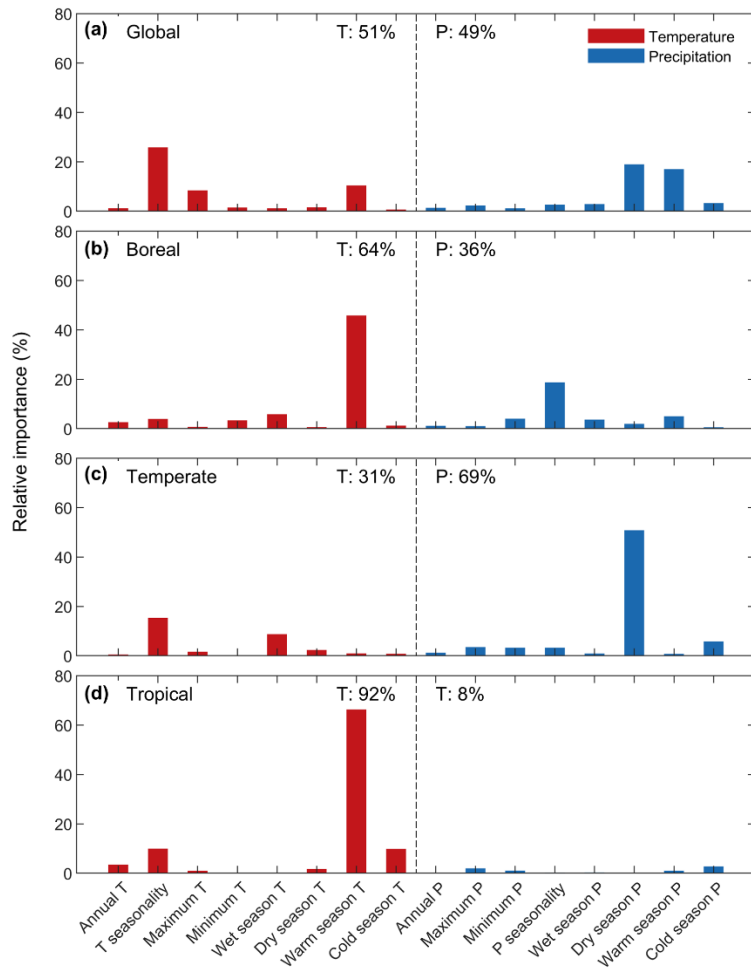 80
(a) Global T: 51% P: 49%
Temperature
Precipitation
60
40
20
0
80
(b) Boreal T: 64% P: 36%
60
40
20
0
Relative importance (%)
80
(c) Temperate T: 31% P: 69%
60
40
20
0
80
(d) Tropical T: 92% T: 8%
60
40
20
0
Annual T
T seasonality
Maximum T
Minimum T
Wet season T
Dry season T
Warm season T
Cold season T
Annual P
Maximum P
Minimum P
P seasonality
Wet season P
Dry season P
Warm season P
Cold season P